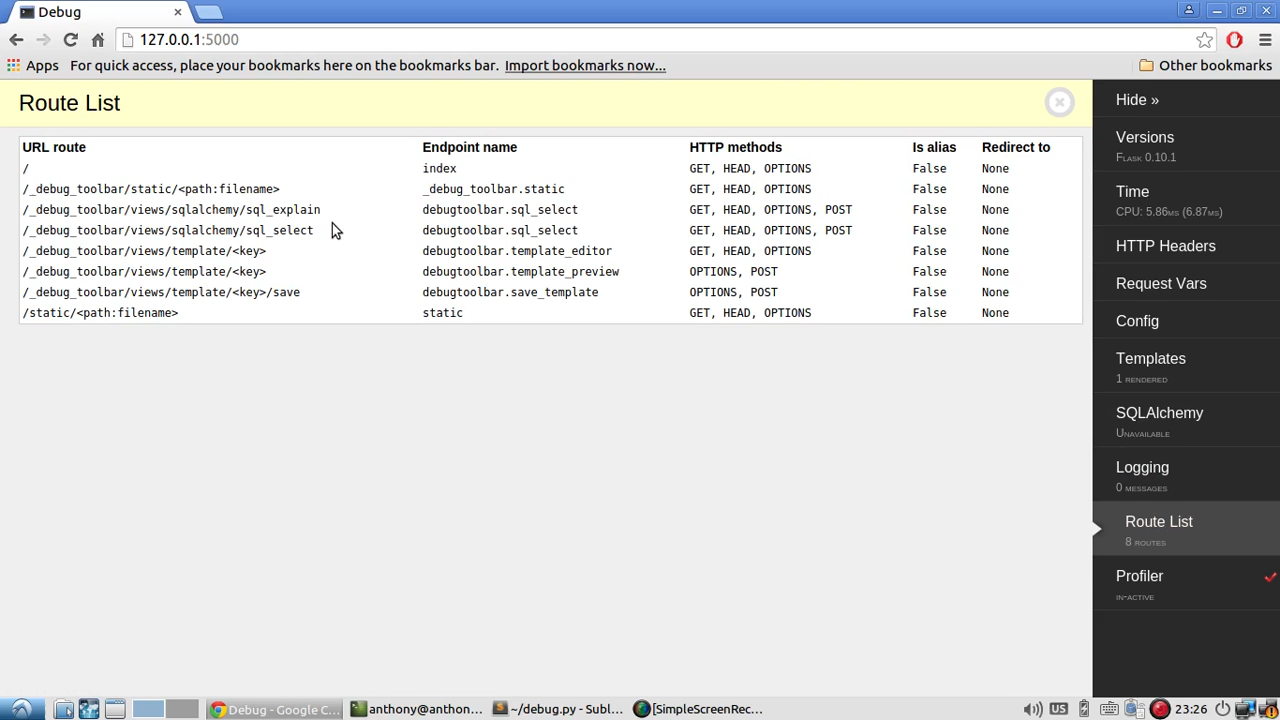 Debug
127.0.0.1:5000
Apps For quick access, place your bookmarks here on the bookmarks bar. Import bookmarks now... Other bookmarks
Route List
URL route Endpoint name HTTP methods Is alias Redirect to
/ index GET, HEAD, OPTIONS False None
/_debug_toolbar/static/<path:filename> _debug_toolbar.static GET, HEAD, OPTIONS False None
/_debug_toolbar/views/sqlalchemy/sql_explain debugtoolbar.sql_select GET, HEAD, OPTIONS, POST False None
/_debug_toolbar/views/sqlalchemy/sql_select debugtoolbar.sql_select GET, HEAD, OPTIONS, POST False None
/_debug_toolbar/views/template/<key> debugtoolbar.template_editor GET, HEAD, OPTIONS False None
/_debug_toolbar/views/template/<key> debugtoolbar.template_preview OPTIONS, POST False None
/_debug_toolbar/views/template/<key>/save debugtoolbar.save_template OPTIONS, POST False None
/static/<path:filename> static GET, HEAD, OPTIONS False None
Hide »
Versions
Flask 0.10.1
Time
CPU: 5.86ms (6.87ms)
HTTP Headers
Request Vars
Config
Templates
1 rendered
SQLAlchemy
Unavailable
Logging
0 messages
Route List
8 routes
Profiler
in-active
Debug - Google C... anthony@anthon... ~/debug.py - Subl... [SimpleScreenRec... US 23:26